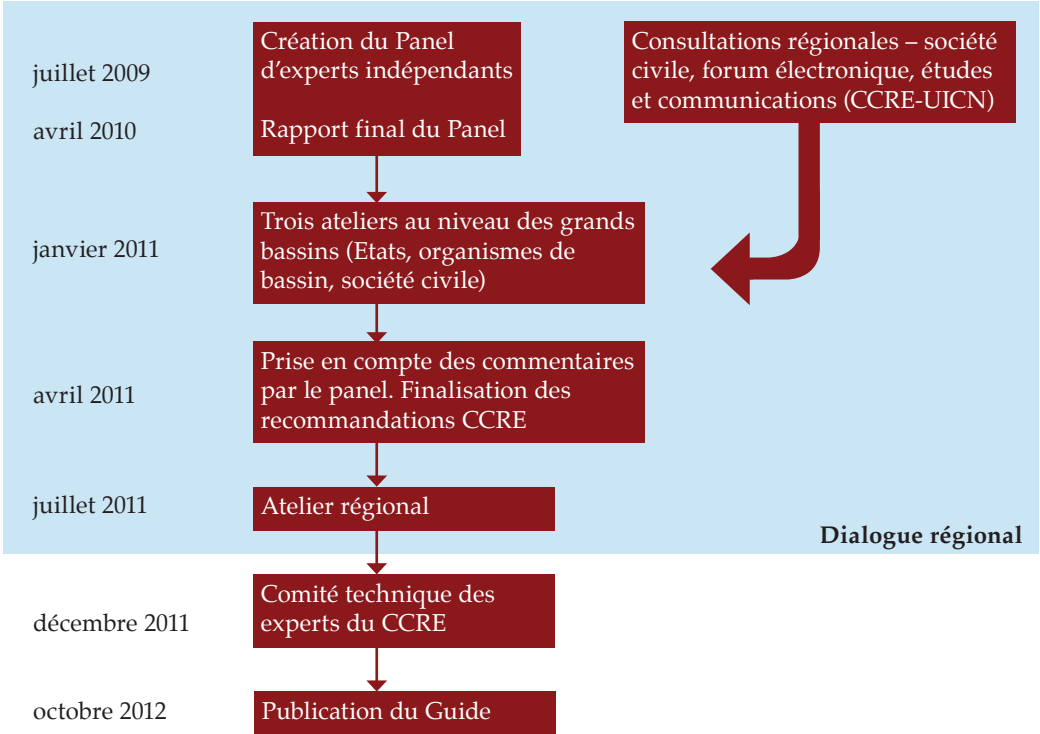 juillet 2009
Création du Panel
d'experts indépendants
avril 2010
Rapport final du Panel
Consultations régionales – société
civile, forum électronique, études
et communications (CCRE-UICN)
janvier 2011
Trois ateliers au niveau des grands
bassins (Etats, organismes de
bassin, société civile)
avril 2011
Prise en compte des commentaires
par le panel. Finalisation des
recommandations CCRE
juillet 2011
Atelier régional
Dialogue régional
décembre 2011
Comité technique des
experts du CCRE
octobre 2012
Publication du Guide